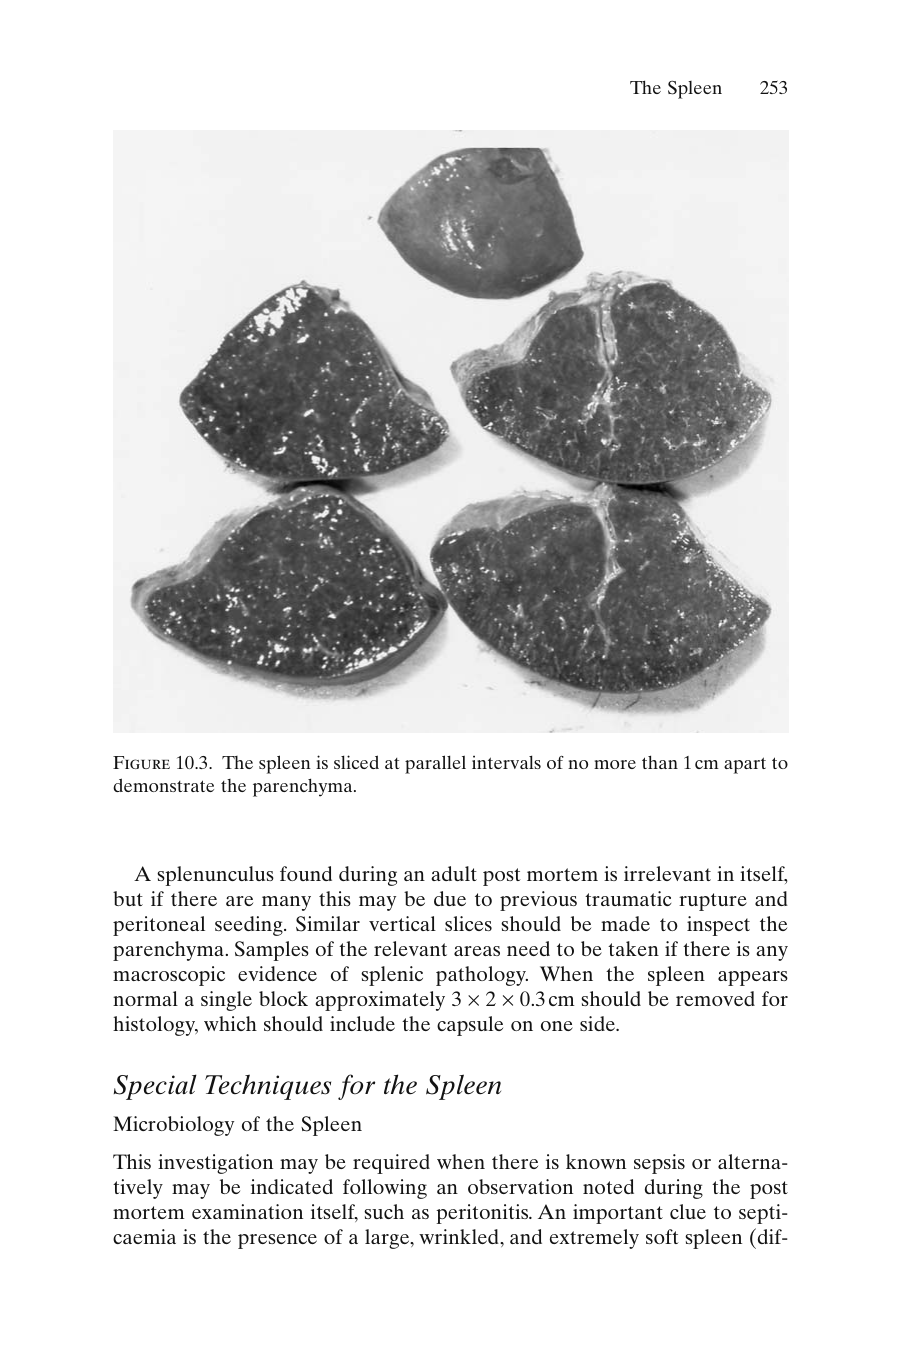 The Spleen 253
FIGURE 10.3. The spleen is sliced at parallel intervals of no more than 1 cm apart to
demonstrate the parenchyma.
A splenunculus found during an adult post mortem is irrelevant in itself,
but if there are many this may be due to previous traumatic rupture and
peritoneal seeding. Similar vertical slices should be made to inspect the
parenchyma. Samples of the relevant areas need to be taken if there is any
macroscopic evidence of splenic pathology. When the spleen appears
normal a single block approximately 3 × 2 × 0.3 cm should be removed for
histology, which should include the capsule on one side.
Special Techniques for the Spleen
Microbiology of the Spleen
This investigation may be required when there is known sepsis or alterna-
tively may be indicated following an observation noted during the post
mortem examination itself, such as peritonitis. An important clue to septi-
caemia is the presence of a large, wrinkled, and extremely soft spleen (dif-